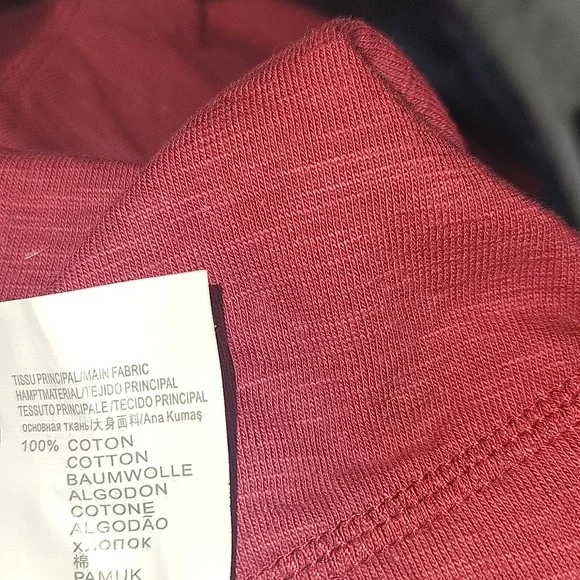 TISSU PRINCIPAL/MAIN FABRIC
HAMPTMATERIAL/TEJIDO PRINCIPAL
TESSUTO PRINCIPALE/TECIDO PRINCIPAL
основная ткань/大身面料/Ana Kumaş
100% COTON
COTTON
BAUMWOLLE
ALGODON
COTONE
ALGODÃO
ХЛОПОК
棉
PAMUK